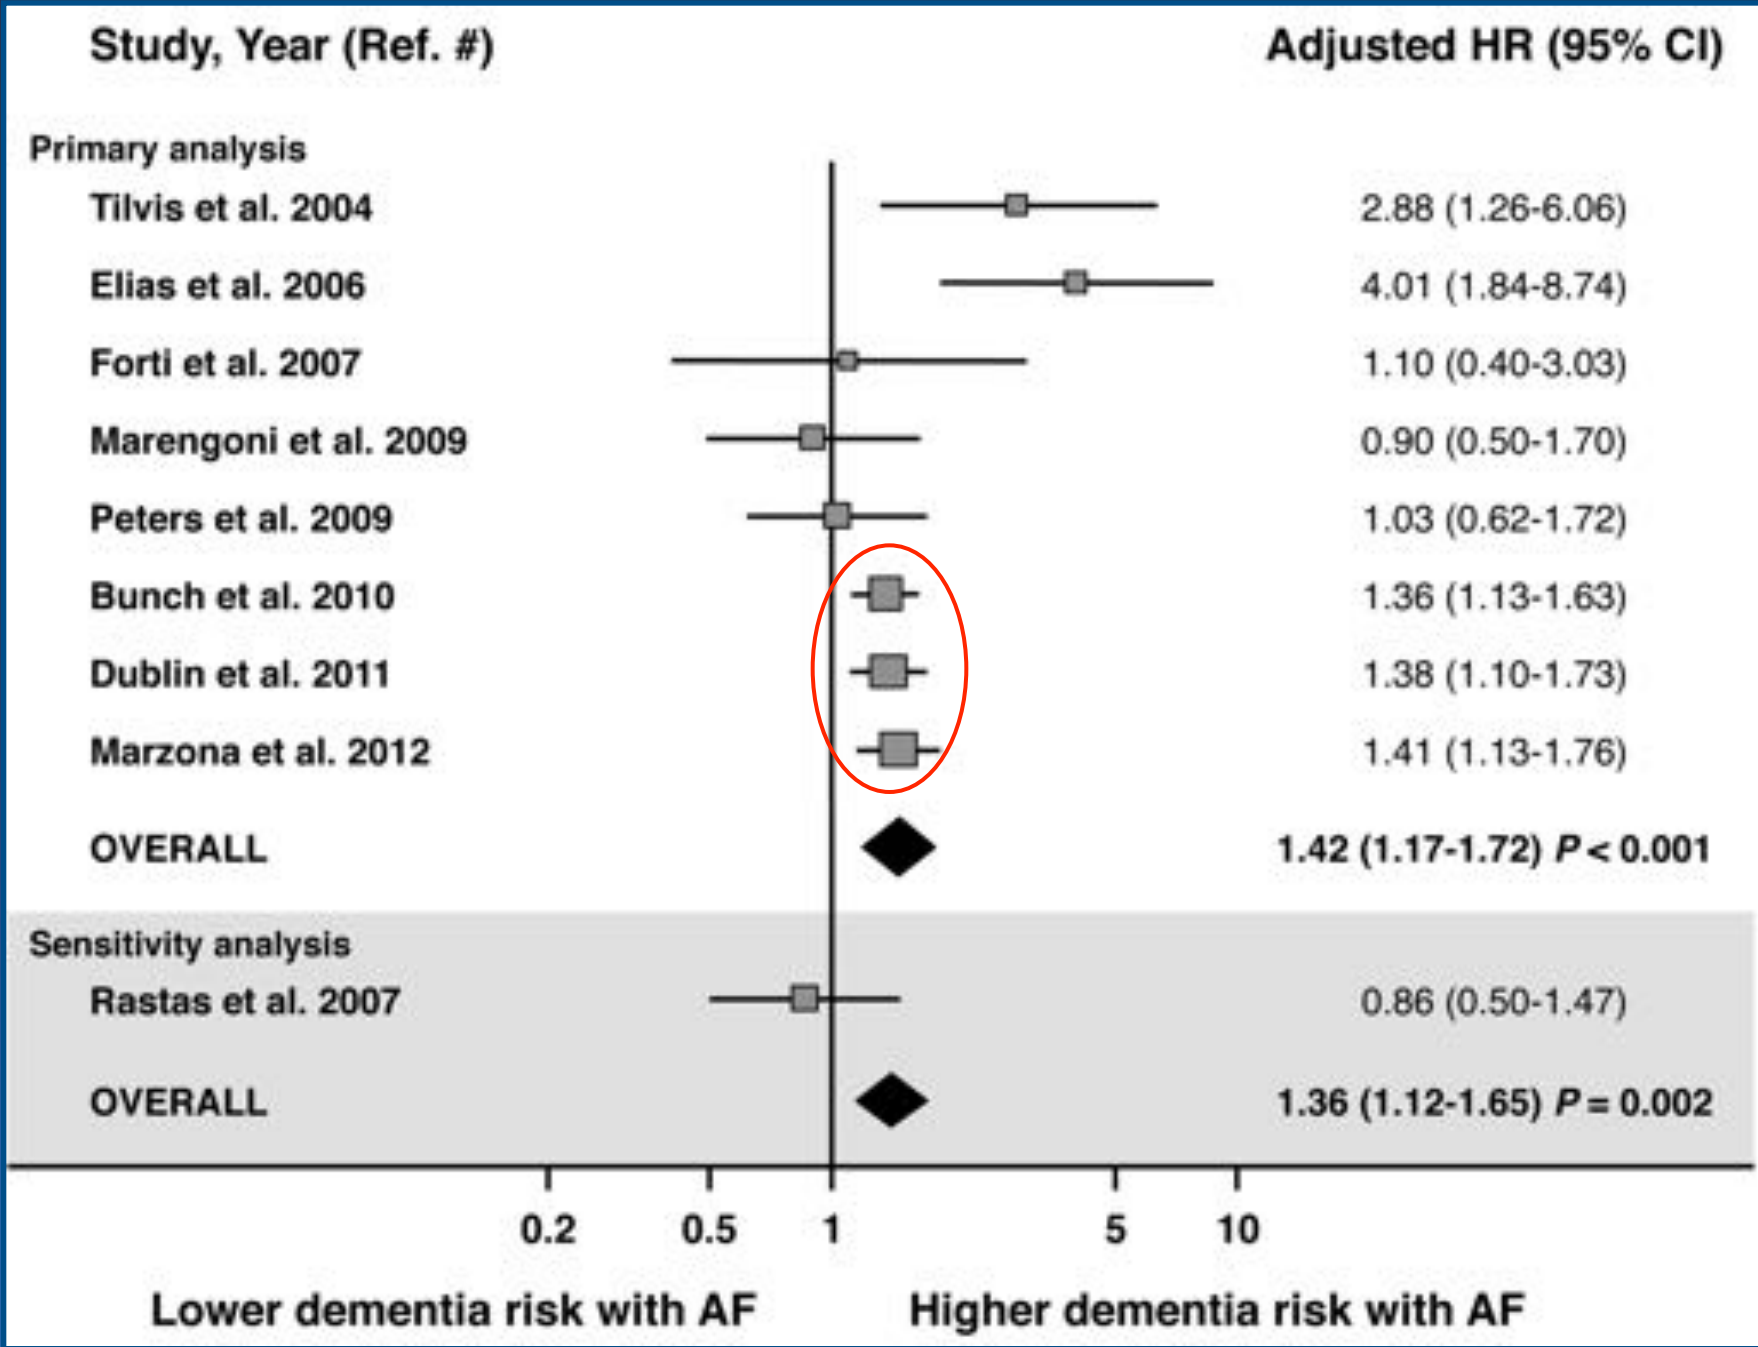 Study, Year (Ref. #) Adjusted HR (95% CI)
Primary analysis
Tilvis et al. 2004 2.88 (1.26-6.06)
Elias et al. 2006 4.01 (1.84-8.74)
Forti et al. 2007 1.10 (0.40-3.03)
Marengoni et al. 2009 0.90 (0.50-1.70)
Peters et al. 2009 1.03 (0.62-1.72)
Bunch et al. 2010 1.36 (1.13-1.63)
Dublin et al. 2011 1.38 (1.10-1.73)
Marzona et al. 2012 1.41 (1.13-1.76)
OVERALL 1.42 (1.17-1.72) P < 0.001
Sensitivity analysis
Rastas et al. 2007 0.86 (0.50-1.47)
OVERALL 1.36 (1.12-1.65) P = 0.002
0.2 0.5 1 5 10
Lower dementia risk with AF Higher dementia risk with AF